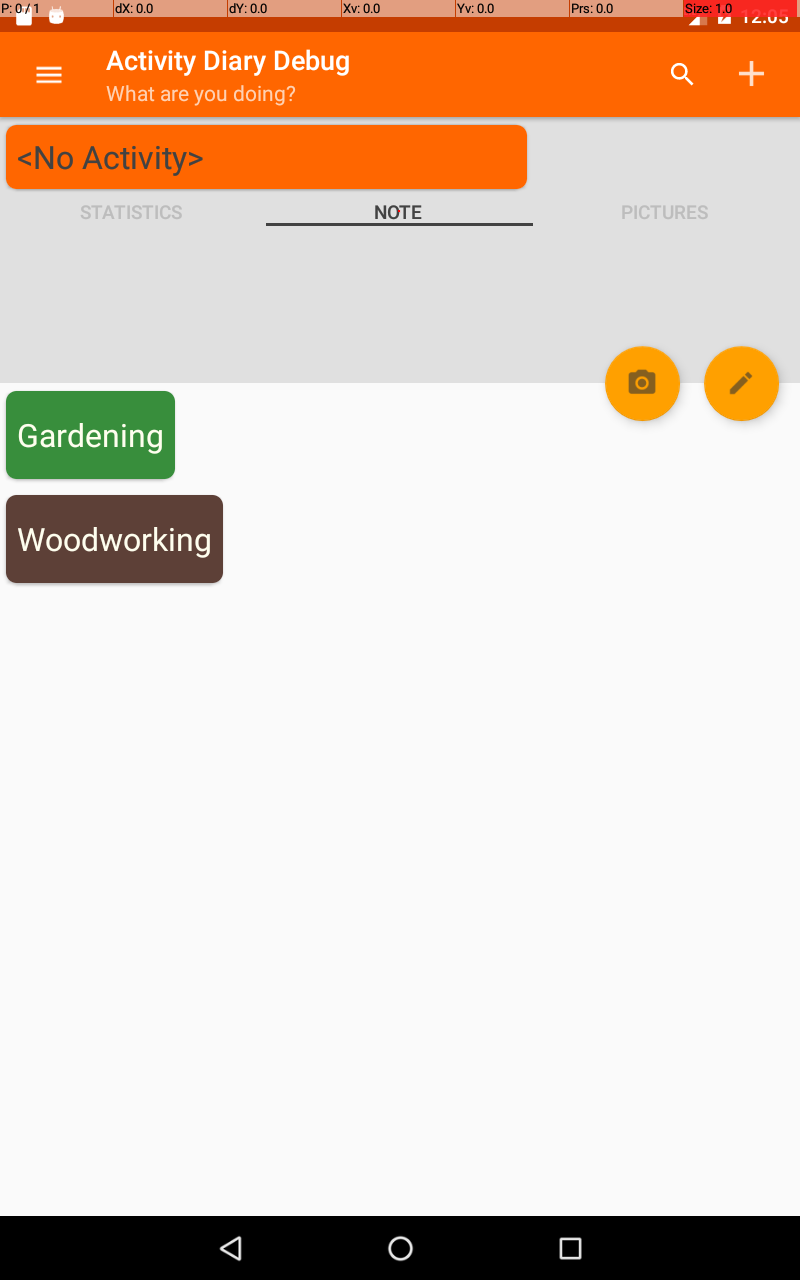 P: 0 / 1 dX: 0.0 dY: 0.0 Xv: 0.0 Yv: 0.0 Prs: 0.0 Size: 1.0
12:05
Activity Diary Debug
What are you doing?
<No Activity>
STATISTICS NOTE PICTURES
Gardening
Woodworking